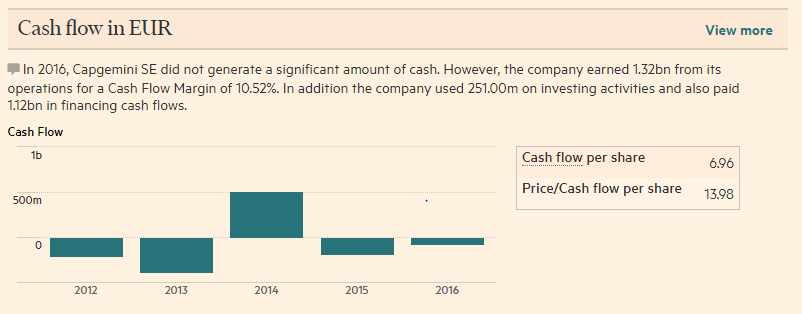 Cash flow in EUR
View more
In 2016, Capgemini SE did not generate a significant amount of cash. However, the company earned 1.32bn from its
operations for a Cash Flow Margin of 10.52%. In addition the company used 251.00m on investing activities and also paid
1.12bn in financing cash flows.
Cash Flow
1b
500m
0
2012 2013 2014 2015 2016
Cash flow per share 6.96
Price/Cash flow per share 13.98